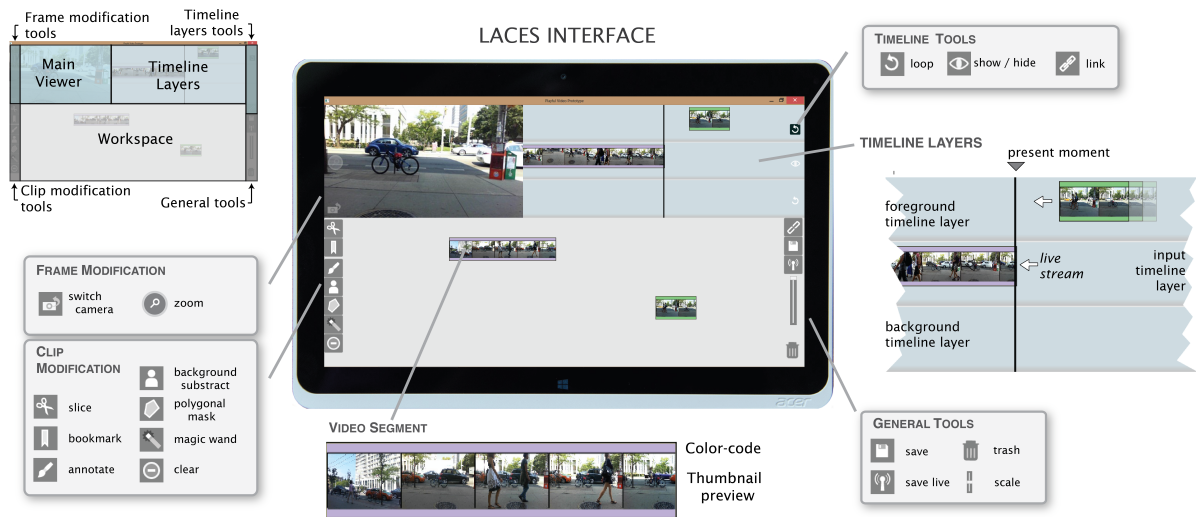 LACES INTERFACE
Frame modification
tools
Timeline
layers tools
Main
Viewer
Timeline
Layers
Workspace
Clip modification
tools
General tools
FRAME MODIFICATION
switch
camera
zoom
CLIP
MODIFICATION
slice
bookmark
annotate
background
substract
polygonal
mask
magic wand
clear
Playful Video Prototyper
acer
VIDEO SEGMENT
Color-code
Thumbnail
preview
TIMELINE TOOLS
loop
show / hide
link
TIMELINE LAYERS
present moment
foreground
timeline layer
live
stream
input
timeline
layer
background
timeline layer
GENERAL TOOLS
save
trash
save live
scale